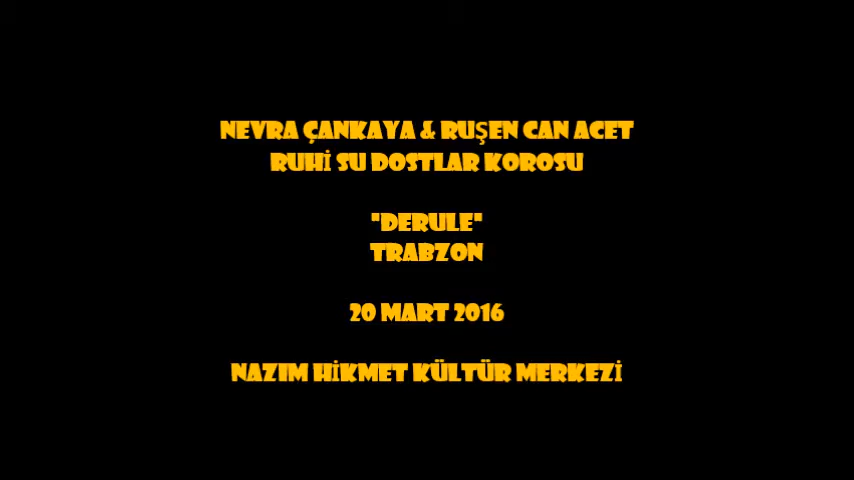 NEVRA ÇANKAYA & RUŞEN CAN ACET
RUHİ SU DOSTLAR KOROSU
"DERULE"
TRABZON
20 MART 2016
NAZIM HİKMET KÜLTÜR MERKEZİ